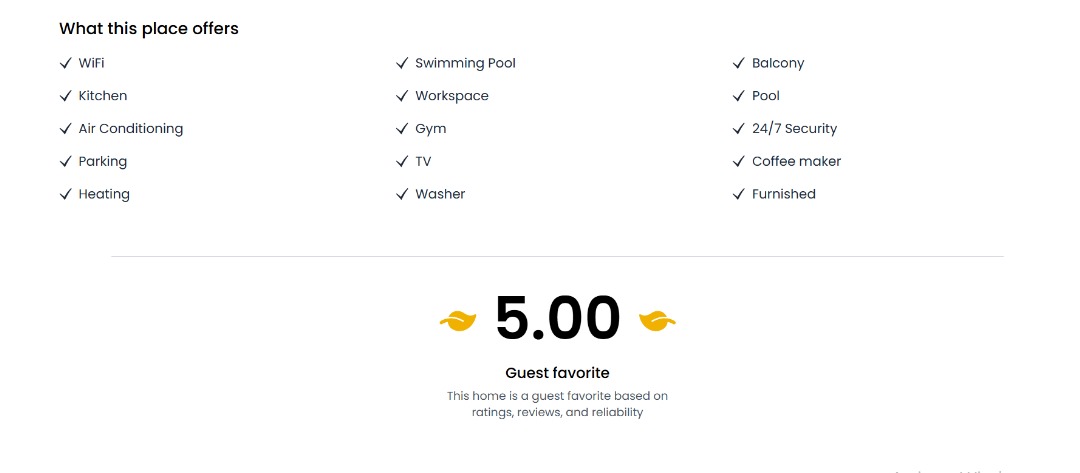 What this place offers
WiFi
Swimming Pool
Balcony
Kitchen
Workspace
Pool
Air Conditioning
Gym
24/7 Security
Parking
TV
Coffee maker
Heating
Washer
Furnished
5.00
Guest favorite
This home is a guest favorite based on
ratings, reviews, and reliability